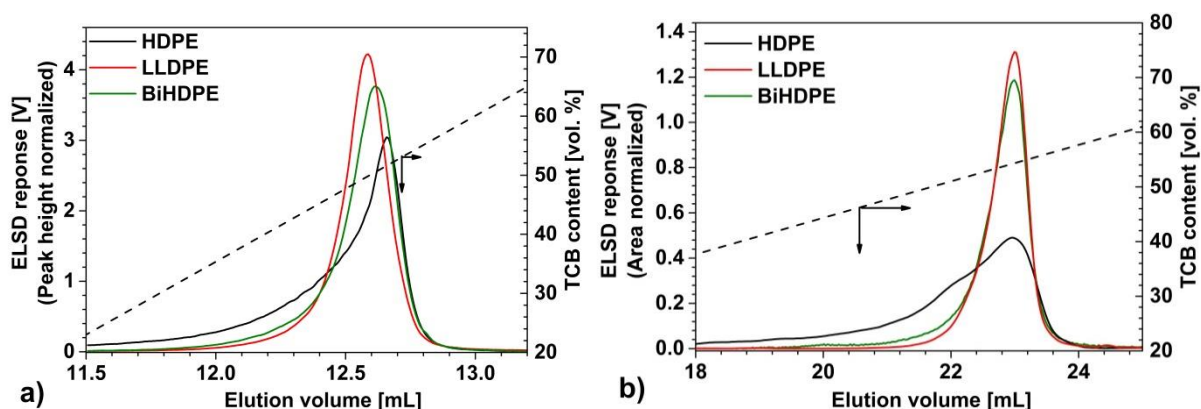 HDPE
LLDPE
BiHDPE
ELSD reponse [V]
(Peak height normalized)
4
3
2
1
0
11.5 12.0 12.5 13.0
Elution volume [mL]
70
60
50
40
30
20
TCB content [vol. %]
a)
HDPE
LLDPE
BiHDPE
ELSD reponse [V]
(Area normalized)
1.4
1.2
1.0
0.8
0.6
0.4
0.2
0.0
18 20 22 24
Elution volume [mL]
80
70
60
50
40
30
20
TCB content [vol. %]
b)